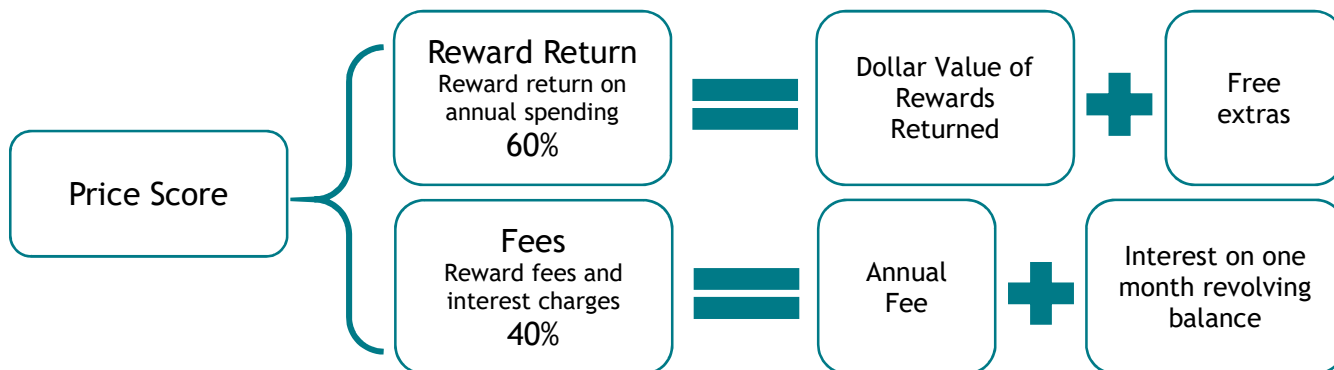 Price Score
Reward Return
Reward return on
annual spending
60%
Dollar Value of
Rewards
Returned
Free
extras
Fees
Reward fees and
interest charges
40%
Annual
Fee
Interest on one
month revolving
balance